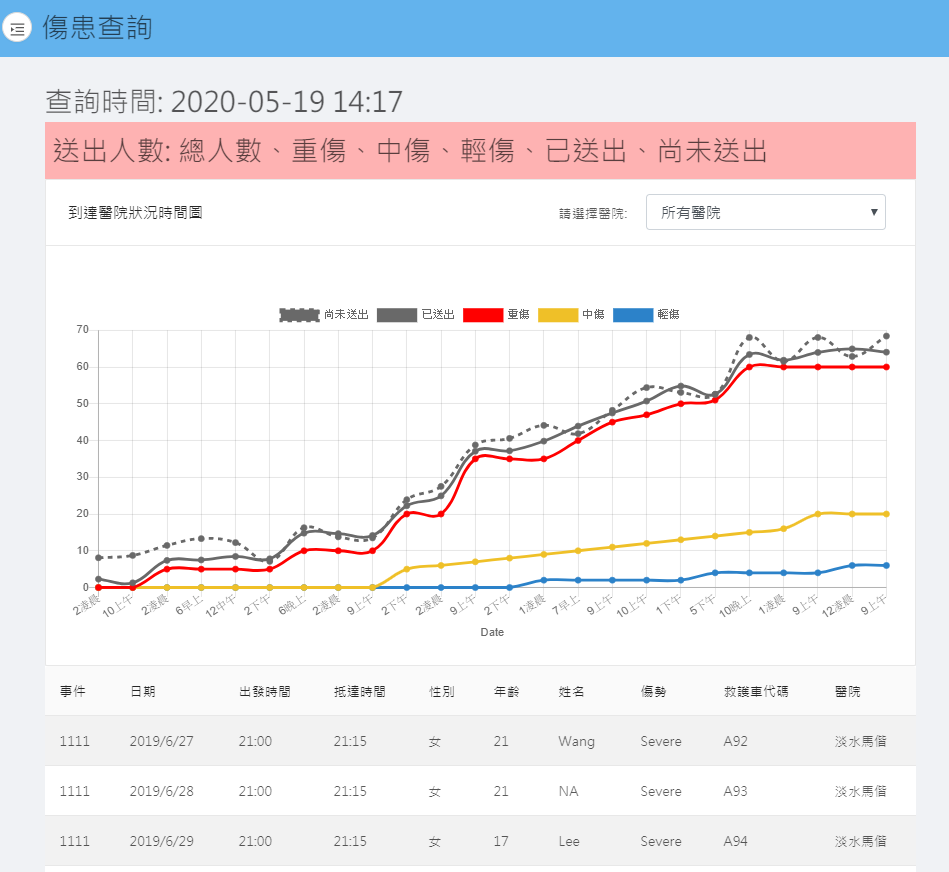 傷患查詢
查詢時間: 2020-05-19 14:17
送出人數: 總人數、重傷、中傷、輕傷、已送出、尚未送出
到達醫院狀況時間圖
請選擇醫院: 所有醫院 ▼
尚未送出 已送出 重傷 中傷 輕傷
70
60
50
40
30
20
10
0
2凌晨 10上午 2凌晨 6早上 12中午 2下午 6晚上 2凌晨 9上午 2下午 2凌晨 9上午 2下午 1凌晨 7早上 9上午 10上午 1下午 5下午 10晚上 1凌晨 9上午 12凌晨 9上午
Date
事件 日期 出發時間 抵達時間 性別 年齡 姓名 傷勢 救護車代碼 醫院
1111 2019/6/27 21:00 21:15 女 21 Wang Severe A92 淡水馬偕
1111 2019/6/28 21:00 21:15 女 21 NA Severe A93 淡水馬偕
1111 2019/6/29 21:00 21:15 女 17 Lee Severe A94 淡水馬偕